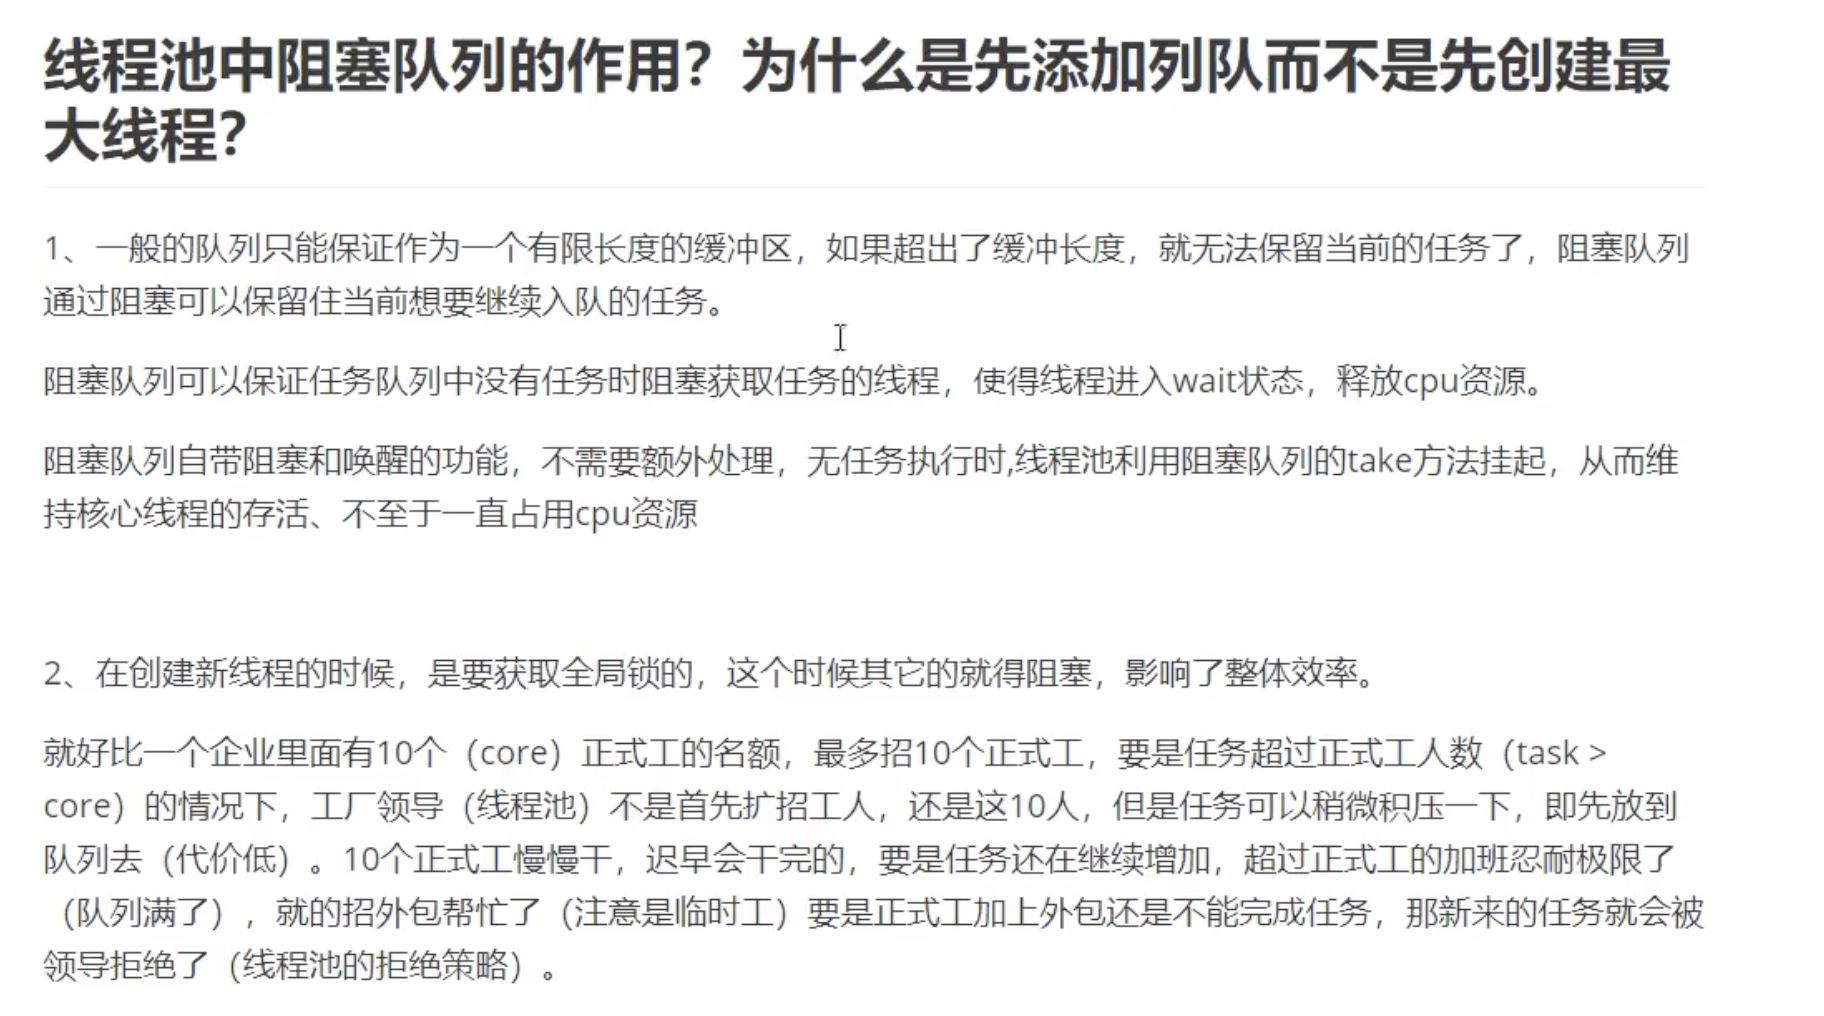 线程池中阻塞队列的作用？为什么是先添加列队而不是先创建最
大线程？
1、一般的队列只能保证作为一个有限长度的缓冲区，如果超出了缓冲长度，就无法保留当前的任务了，阻塞队列
通过阻塞可以保留住当前想要继续入队的任务。
阻塞队列可以保证任务队列中没有任务时阻塞获取任务的线程，使得线程进入wait状态，释放cpu资源。
阻塞队列自带阻塞和唤醒的功能，不需要额外处理，无任务执行时,线程池利用阻塞队列的take方法挂起，从而维
持核心线程的存活、不至于一直占用cpu资源
2、在创建新线程的时候，是要获取全局锁的，这个时候其它的就得阻塞，影响了整体效率。
就好比一个企业里面有10个（core）正式工的名额，最多招10个正式工，要是任务超过正式工人数（task >
core）的情况下，工厂领导（线程池）不是首先扩招工人，还是这10人，但是任务可以稍微积压一下，即先放到
队列去（代价低）。10个正式工慢慢干，迟早会干完的，要是任务还在继续增加，超过正式工的加班忍耐极限了
（队列满了），就的招外包帮忙了（注意是临时工）要是正式工加上外包还是不能完成任务，那新来的任务就会被
领导拒绝了（线程池的拒绝策略）。